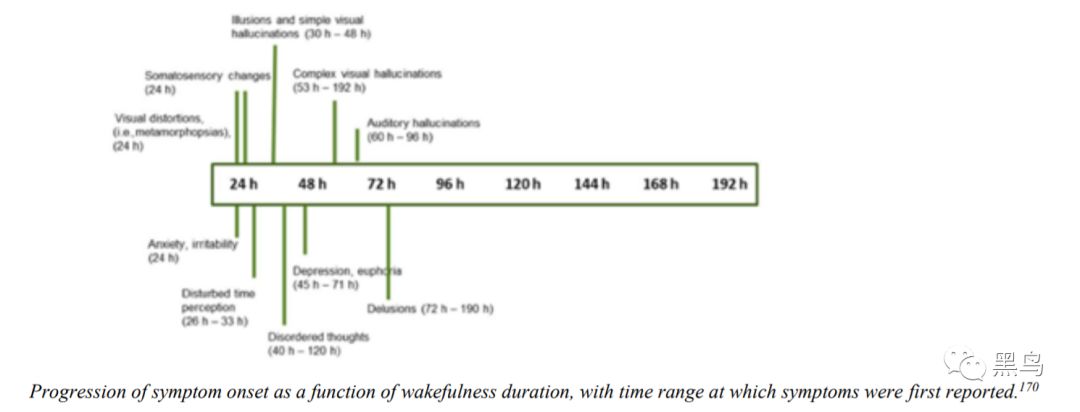 Illusions and simple visual
hallucinations (30 h – 48 h)
Somatosensory changes
(24 h)
Complex visual hallucinations
(53 h – 192 h)
Visual distortions,
(i.e.,metamorphopsias),
(24 h)
Auditory hallucinations
(60 h – 96 h)
24 h 48 h 72 h 96 h 120 h 144 h 168 h 192 h
Anxiety, irritability
(24 h)
Depression, euphoria
(45 h – 71 h)
Disturbed time
perception
(26 h – 33 h)
Delusions (72 h – 190 h)
Disordered thoughts
(40 h – 120 h)
黑鸟
Progression of symptom onset as a function of wakefulness duration, with time range at which symptoms were first reported.170